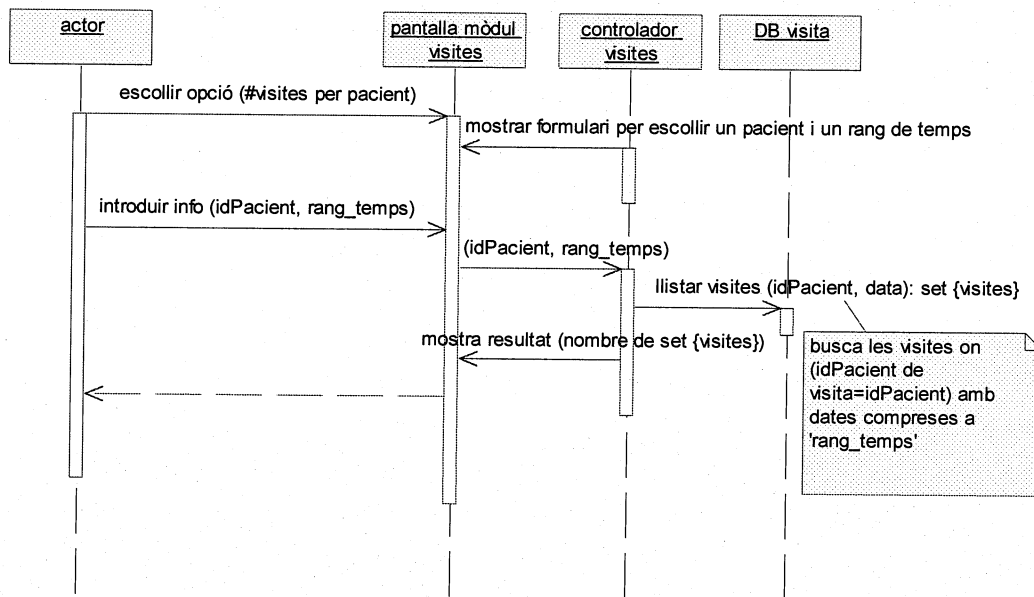 actor
pantalla mòdul
visites
controlador
visites
DB visita
escollir opció (#visites per pacient)
mostrar formulari per escollir un pacient i un rang de temps
introduir info (idPacient, rang_temps)
(idPacient, rang_temps)
llistar visites (idPacient, data): set {visites}
mostra resultat (nombre de set {visites})
busca les visites on
(idPacient de
visita=idPacient) amb
dates compreses a
'rang_temps'